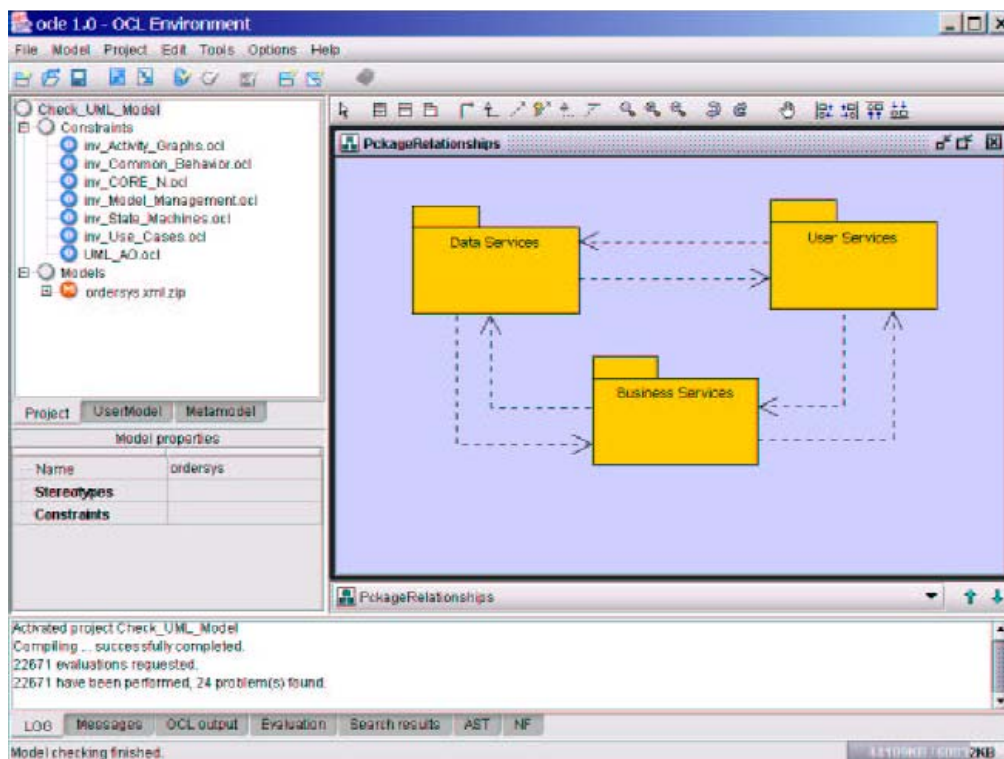 ocle 1.0 - OCL Environment
File Model Project Edit Tools Options Help
Check_UML_Model
Constraints
inv_Activity_Graphs.ocl
inv_Common_Behavior.ocl
inv_CORE_N.ocl
inv_Model_Management.ocl
inv_State_Machines.ocl
inv_Use_Cases.ocl
UML_AO.ocl
Models
ordersys.xml.zip
Project UserModel Metamodel
Model properties
Name ordersys
Stereotypes
Constraints
PckageRelationships
Data Services
User Services
Business Services
PckageRelationships
Activated project Check_UML_Model
Compiling ... successfully completed.
22671 evaluations requested.
22671 have been performed, 24 problem(s) found.
LOG Messages OCL output Evaluation Search results AST NF
Model checking finished.